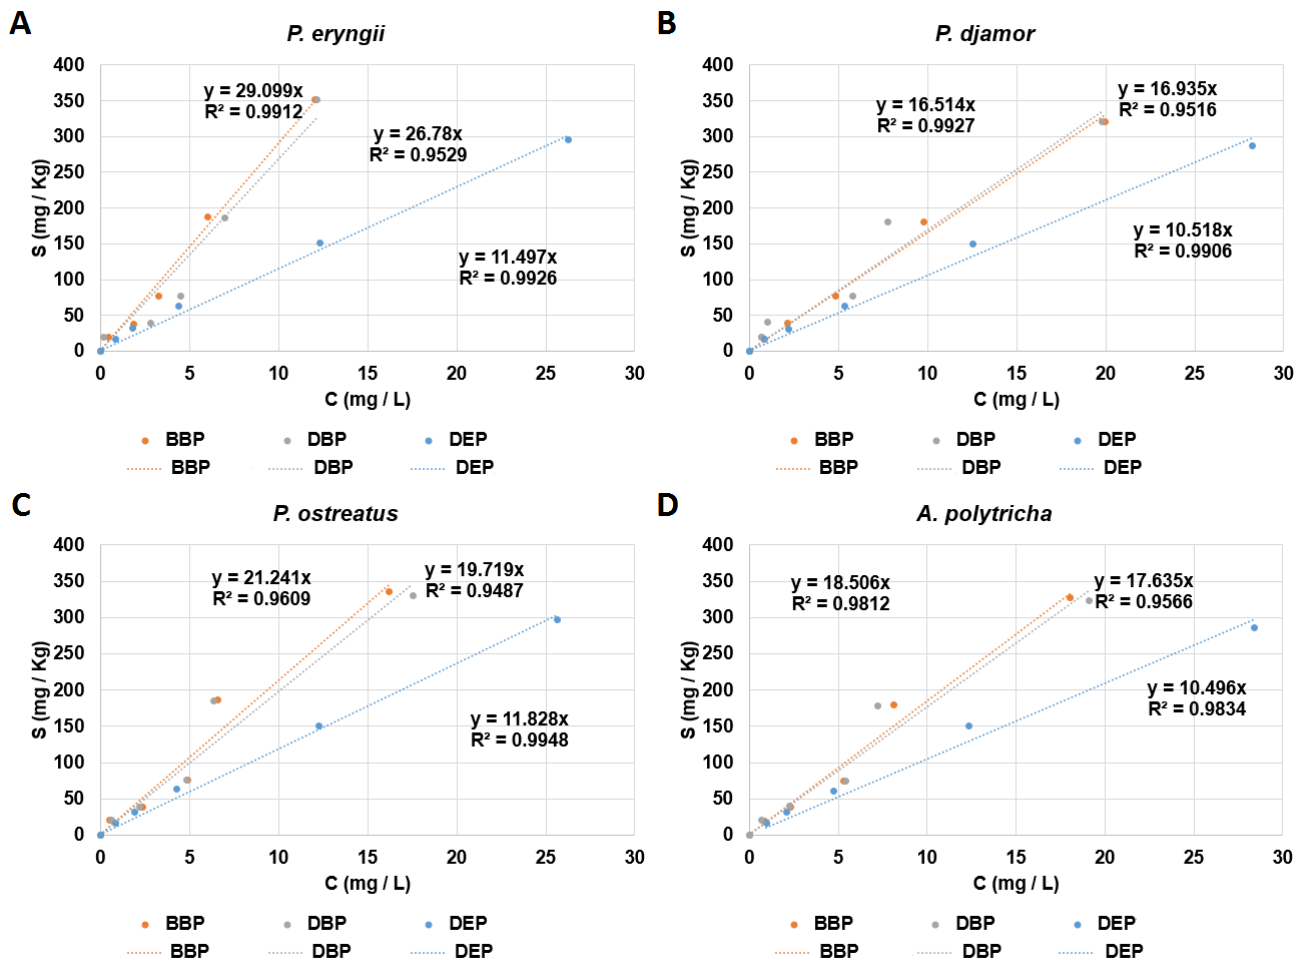 A
P. eryngii
400
350
300
250
200
150
100
50
0
S (mg / Kg)
y = 29.099x
R² = 0.9912
y = 26.78x
R² = 0.9529
y = 11.497x
R² = 0.9926
0 5 10 15 20 25 30
C (mg / L)
BBP DBP DEP
BBP DBP DEP
B
P. djamor
400
350
300
250
200
150
100
50
0
S (mg / Kg)
y = 16.514x
R² = 0.9927
y = 16.935x
R² = 0.9516
y = 10.518x
R² = 0.9906
0 5 10 15 20 25 30
C (mg / L)
BBP DBP DEP
BBP DBP DEP
C
P. ostreatus
400
350
300
250
200
150
100
50
0
S (mg / Kg)
y = 21.241x
R² = 0.9609
y = 19.719x
R² = 0.9487
y = 11.828x
R² = 0.9948
0 5 10 15 20 25 30
C (mg / L)
BBP DBP DEP
BBP DBP DEP
D
A. polytricha
400
350
300
250
200
150
100
50
0
S (mg / Kg)
y = 18.506x
R² = 0.9812
y = 17.635x
R² = 0.9566
y = 10.496x
R² = 0.9834
0 5 10 15 20 25 30
C (mg / L)
BBP DBP DEP
BBP DBP DEP